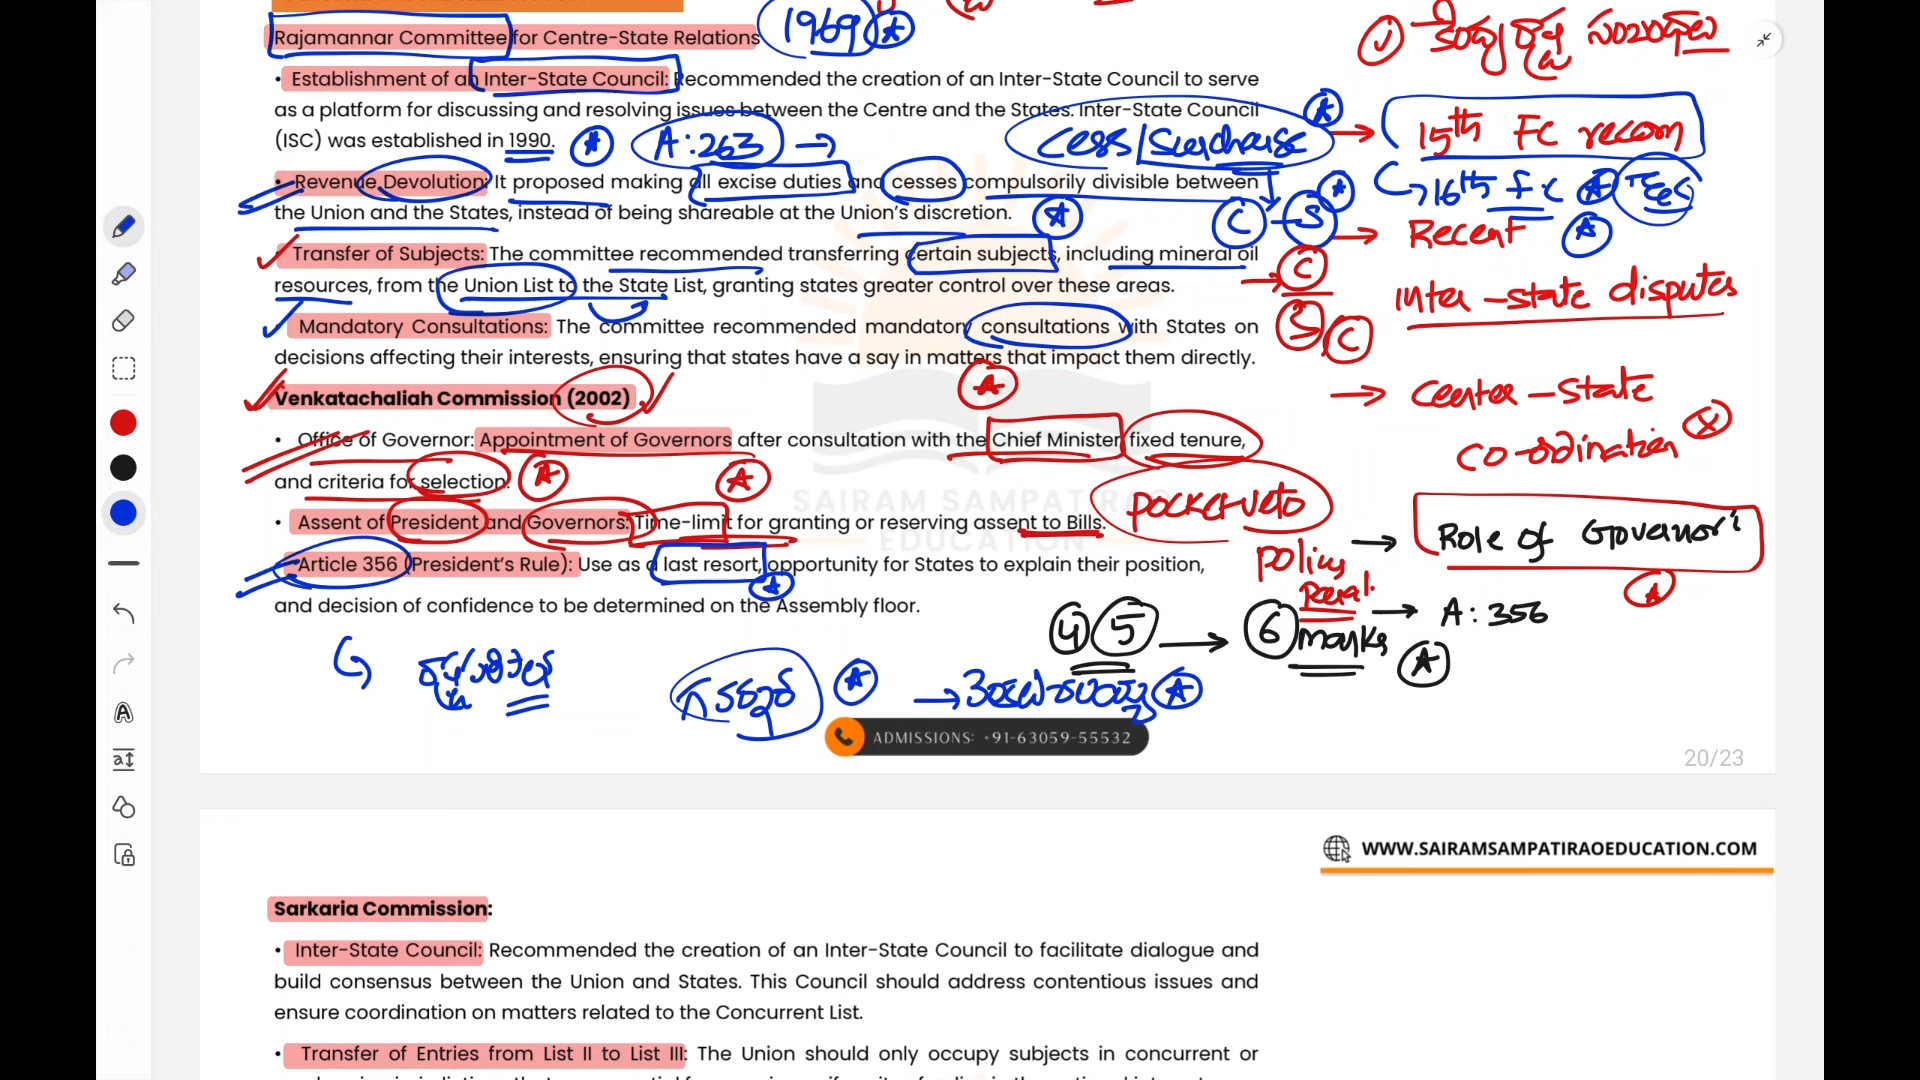 Rajamannar Committee for Centre-State Relations
1969
• Establishment of an Inter-State Council: Recommended the creation of an Inter-State Council to serve
as a platform for discussing and resolving issues between the Centre and the States. Inter-State Council
(ISC) was established in 1990.
A:263 →
Cess/Surcharge
15th FC recom
• Revenue Devolution: It proposed making all excise duties and cesses compulsorily divisible between
the Union and the States, instead of being shareable at the Union's discretion.
C - S
16th FC
Recent
• Transfer of Subjects: The committee recommended transferring certain subjects, including mineral oil
resources, from the Union List to the State List, granting states greater control over these areas.
Inter-state disputes
• Mandatory Consultations: The committee recommended mandatory consultations with States on
decisions affecting their interests, ensuring that states have a say in matters that impact them directly.
Venkatachaliah Commission (2002)
Center-State
co-ordination
• Office of Governor: Appointment of Governors after consultation with the Chief Minister, fixed tenure,
and criteria for selection.
• Assent of President and Governors: Time-limit for granting or reserving assent to Bills.
pocket-veto
Role of Governor
• Article 356 (President's Rule): Use as a last resort, opportunity for States to explain their position,
and decision of confidence to be determined on the Assembly floor.
4 5 → 6 marks
→ A:356
SAIRAM SAMPATIRAO
EDUCATION
ADMISSIONS: +91-63059-55532
20/23
WWW.SAIRAMSAMPATIRAOEDUCATION.COM
Sarkaria Commission:
• Inter-State Council: Recommended the creation of an Inter-State Council to facilitate dialogue and
build consensus between the Union and States. This Council should address contentious issues and
ensure coordination on matters related to the Concurrent List.
• Transfer of Entries from List II to List III: The Union should only occupy subjects in concurrent or